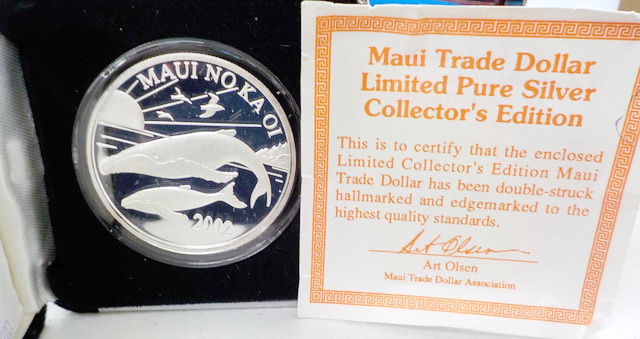 MAUI NO KA OI
2002
Maui Trade Dollar
Limited Pure Silver
Collector's Edition
This is to certify that the enclosed
Limited Collector's Edition Maui
Trade Dollar has been double-struck
hallmarked and edgemarked to the
highest quality standards.
Art Olsen
Art Olsen
Maui Trade Dollar Association